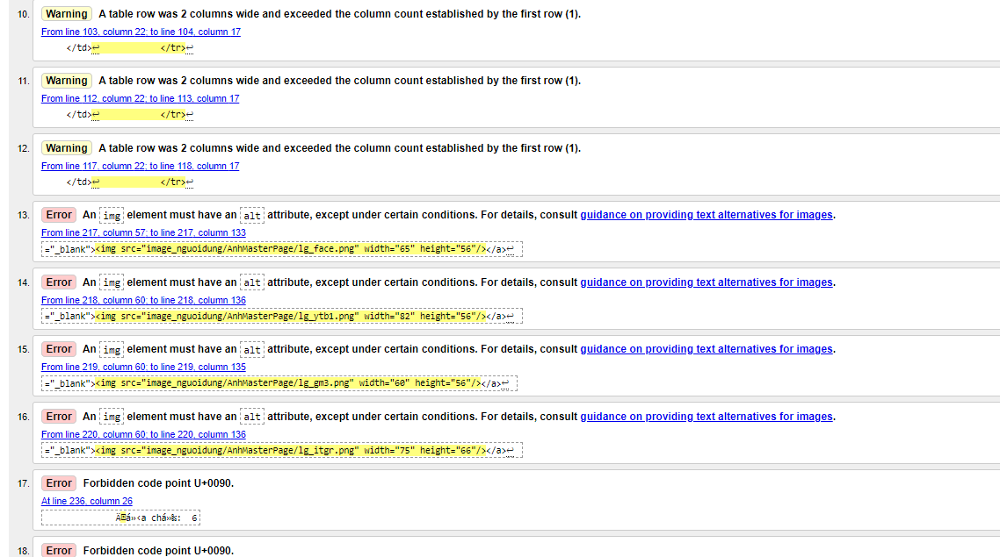 10. Warning A table row was 2 columns wide and exceeded the column count established by the first row (1).
From line 103, column 22; to line 104, column 17
</td>↩ </tr>↩
11. Warning A table row was 2 columns wide and exceeded the column count established by the first row (1).
From line 112, column 22; to line 113, column 17
</td>↩ </tr>↩
12. Warning A table row was 2 columns wide and exceeded the column count established by the first row (1).
From line 117, column 22; to line 118, column 17
</td>↩ </tr>↩
13. Error An img element must have an alt attribute, except under certain conditions. For details, consult guidance on providing text alternatives for images.
From line 217, column 57; to line 217, column 133
="_blank"><img src="image_nguoidung/AnhMasterPage/lg_face.png" width="65" height="56"/></a>↩
14. Error An img element must have an alt attribute, except under certain conditions. For details, consult guidance on providing text alternatives for images.
From line 218, column 60; to line 218, column 136
="_blank"><img src="image_nguoidung/AnhMasterPage/lg_ytb1.png" width="82" height="56"/></a>↩
15. Error An img element must have an alt attribute, except under certain conditions. For details, consult guidance on providing text alternatives for images.
From line 219, column 60; to line 219, column 135
="_blank"><img src="image_nguoidung/AnhMasterPage/lg_gm3.png" width="60" height="56"/></a>↩
16. Error An img element must have an alt attribute, except under certain conditions. For details, consult guidance on providing text alternatives for images.
From line 220, column 60; to line 220, column 136
="_blank"><img src="image_nguoidung/AnhMasterPage/lg_itgr.png" width="75" height="66"/></a>↩
17. Error Forbidden code point U+0090.
At line 236, column 26
6
18. Error Forbidden code point U+0090.